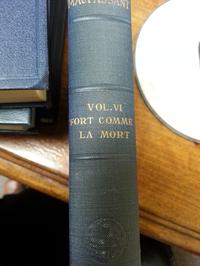 MAUPASSANT
VOL. VI
FORT COMME
LA MORT